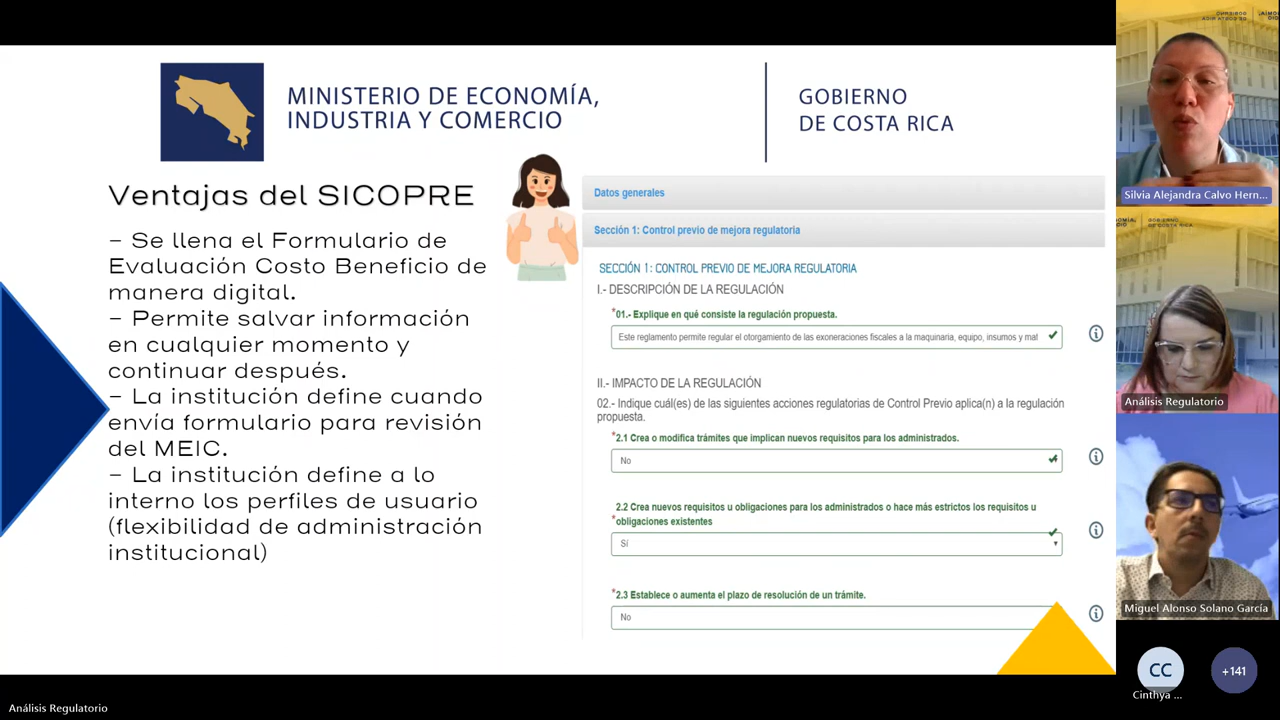 MINISTERIO DE ECONOMÍA,
INDUSTRIA Y COMERCIO
GOBIERNO
DE COSTA RICA
Ventajas del SICOPRE
– Se llena el Formulario de
Evaluación Costo Beneficio de
manera digital.
– Permite salvar información
en cualquier momento y
continuar después.
– La institución define cuando
envía formulario para revisión
del MEIC.
– La institución define a lo
interno los perfiles de usuario
(flexibilidad de administración
institucional)
Datos generales
Sección 1: Control previo de mejora regulatoria
SECCIÓN 1: CONTROL PREVIO DE MEJORA REGULATORIA
I.- DESCRIPCIÓN DE LA REGULACIÓN
*01.- Explique en qué consiste la regulación propuesta.
Este reglamento permite regular el otorgamiento de las exoneraciones fiscales a la maquinaria, equipo, insumos y mat
II.- IMPACTO DE LA REGULACIÓN
02.- Indique cuál(es) de las siguientes acciones regulatorias de Control Previo aplica(n) a la regulación
propuesta.
*2.1 Crea o modifica trámites que implican nuevos requisitos para los administrados.
No
2.2 Crea nuevos requisitos u obligaciones para los administrados o hace más estrictos los requisitos u
*obligaciones existentes
Sí
*2.3 Establece o aumenta el plazo de resolución de un trámite.
No
Silvia Alejandra Calvo Hern...
GOBIERNO
DE COSTA RICA
Análisis Regulatorio
Miguel Alonso Solano García
CC
+141
Cinthya ...
Análisis Regulatorio